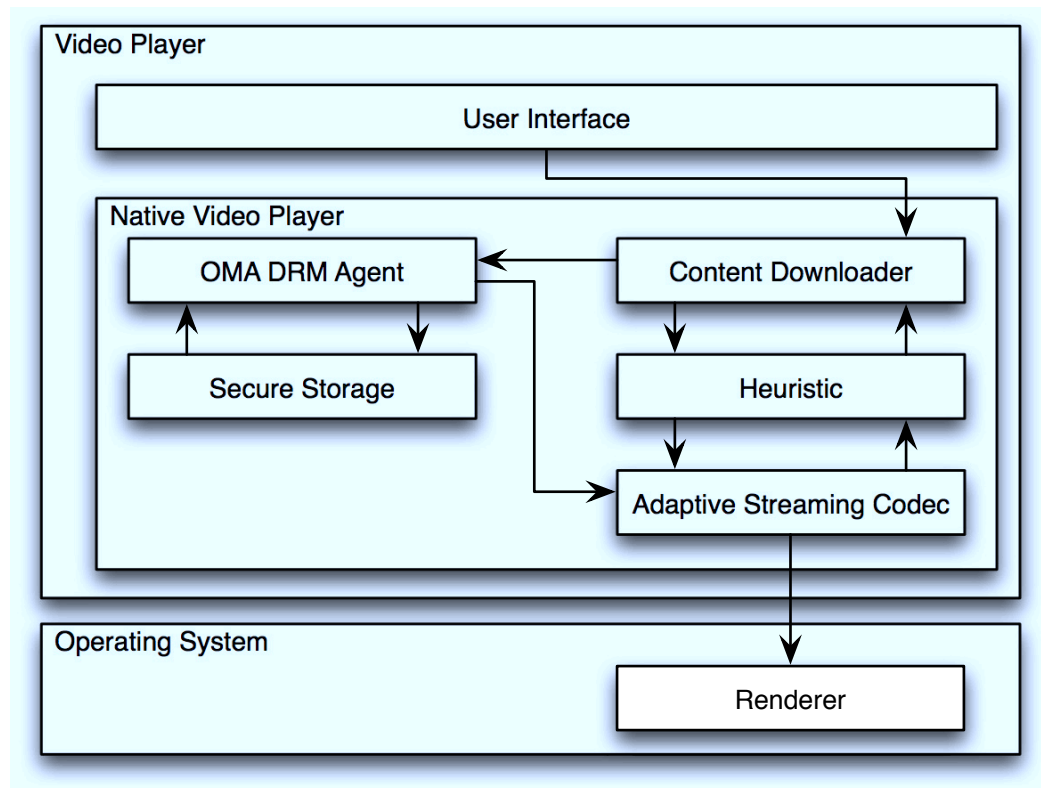 Video Player
User Interface
Native Video Player
OMA DRM Agent
Content Downloader
Secure Storage
Heuristic
Adaptive Streaming Codec
Operating System
Renderer